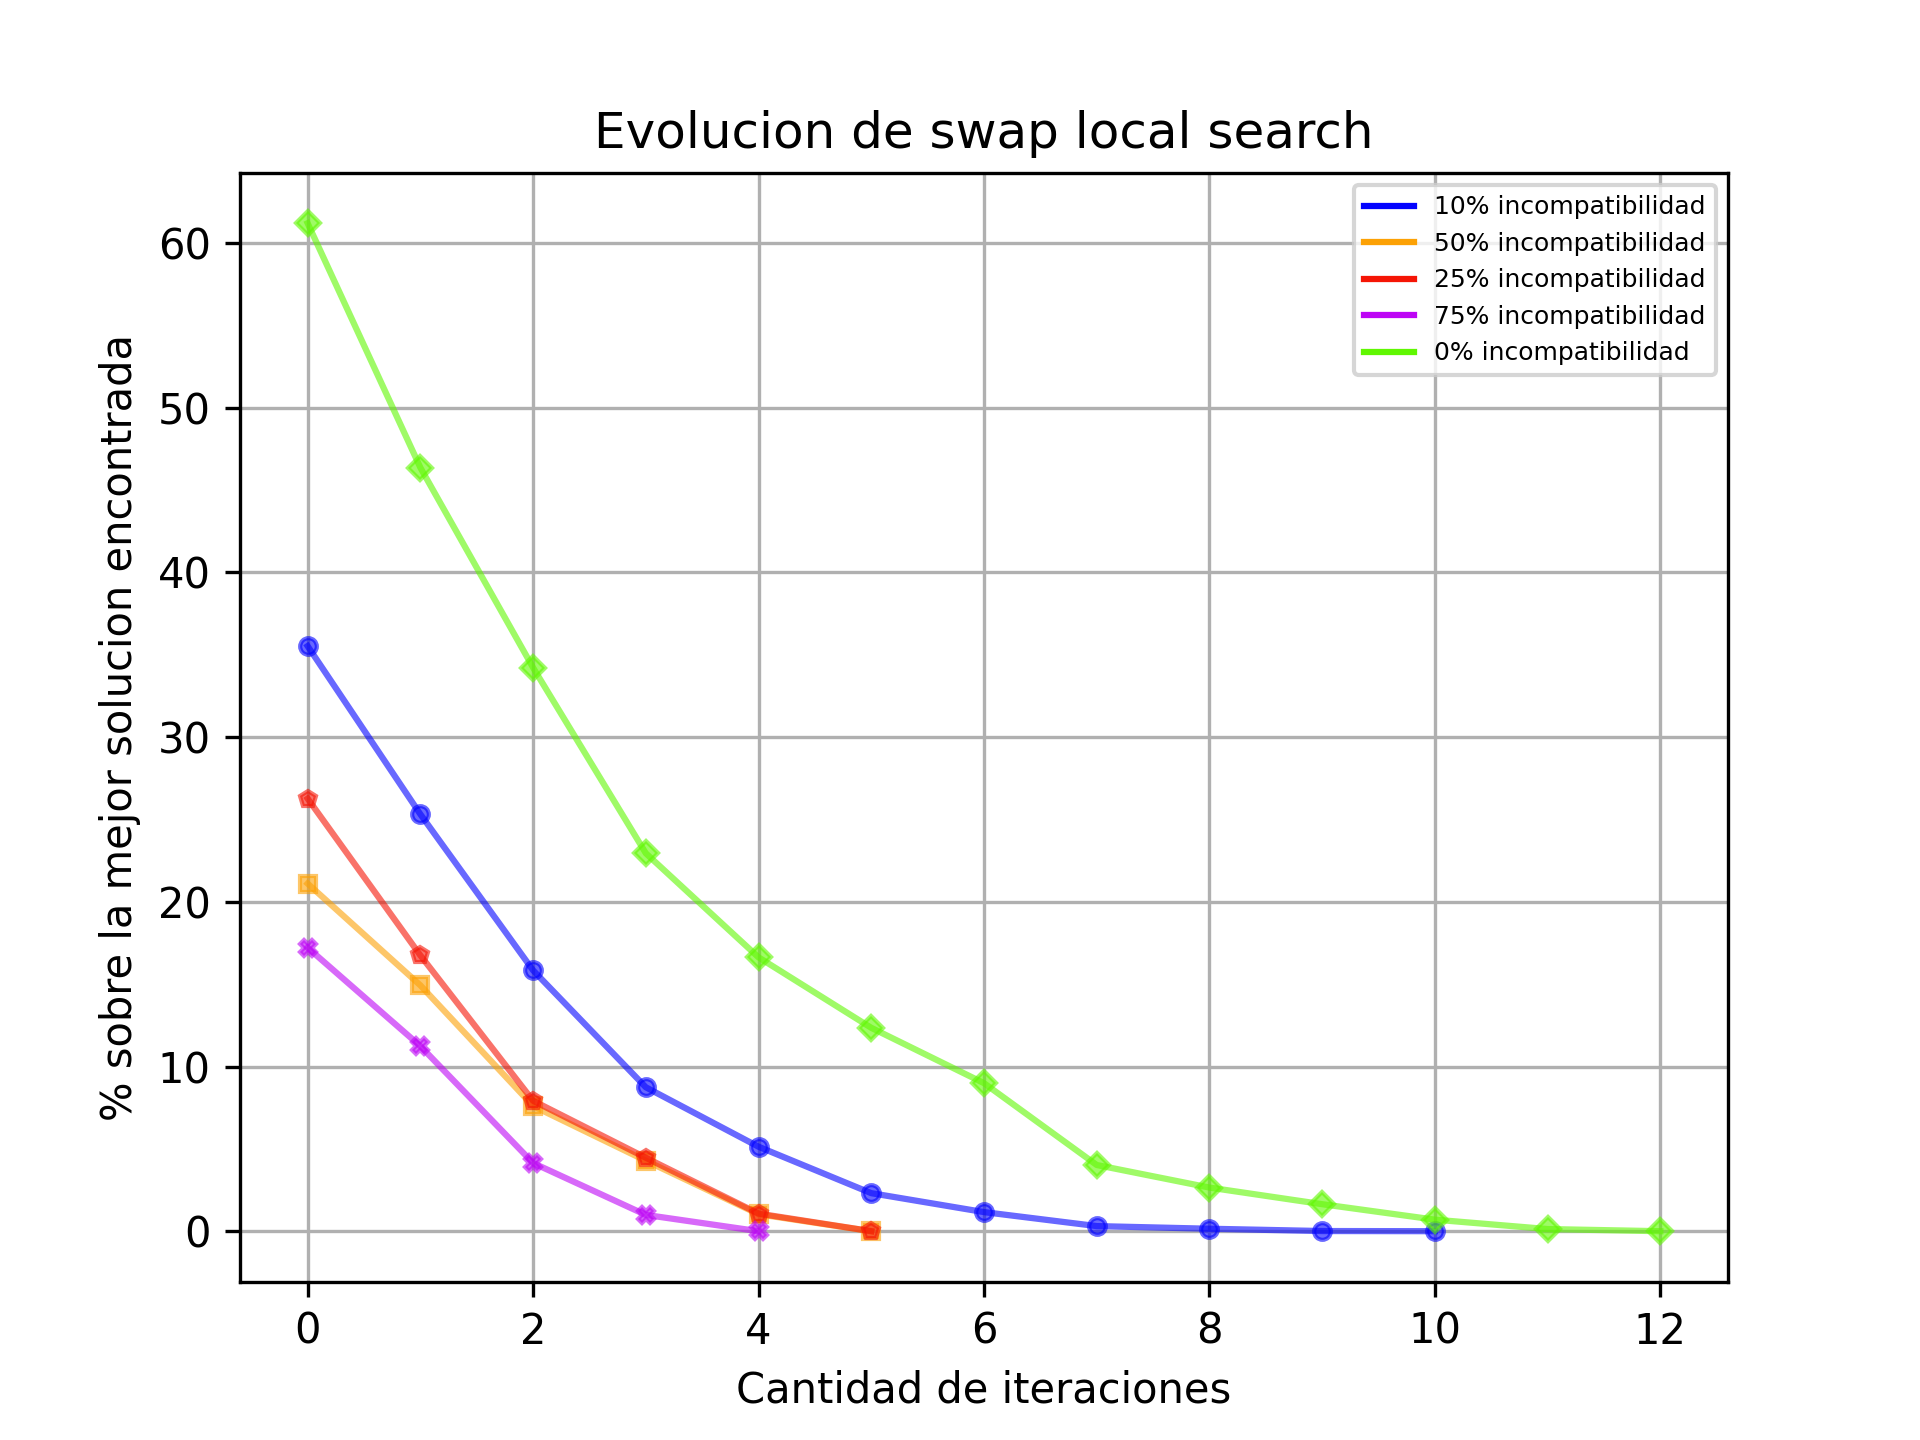 Evolucion de swap local search
10% incompatibilidad
50% incompatibilidad
25% incompatibilidad
75% incompatibilidad
0% incompatibilidad
% sobre la mejor solucion encontrada
60
50
40
30
20
10
0
0 2 4 6 8 10 12
Cantidad de iteraciones